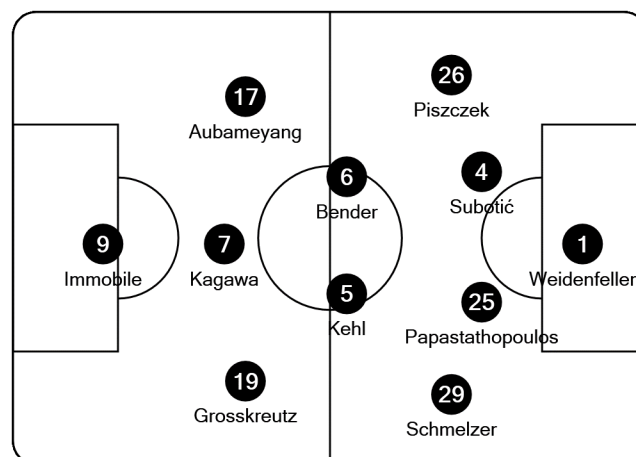 26
Piszczek
17
Aubameyang
4
Subotić
6
Bender
9
Immobile
7
Kagawa
1
Weidenfeller
5
Kehl
25
Papastathopoulos
19
Grosskreutz
29
Schmelzer